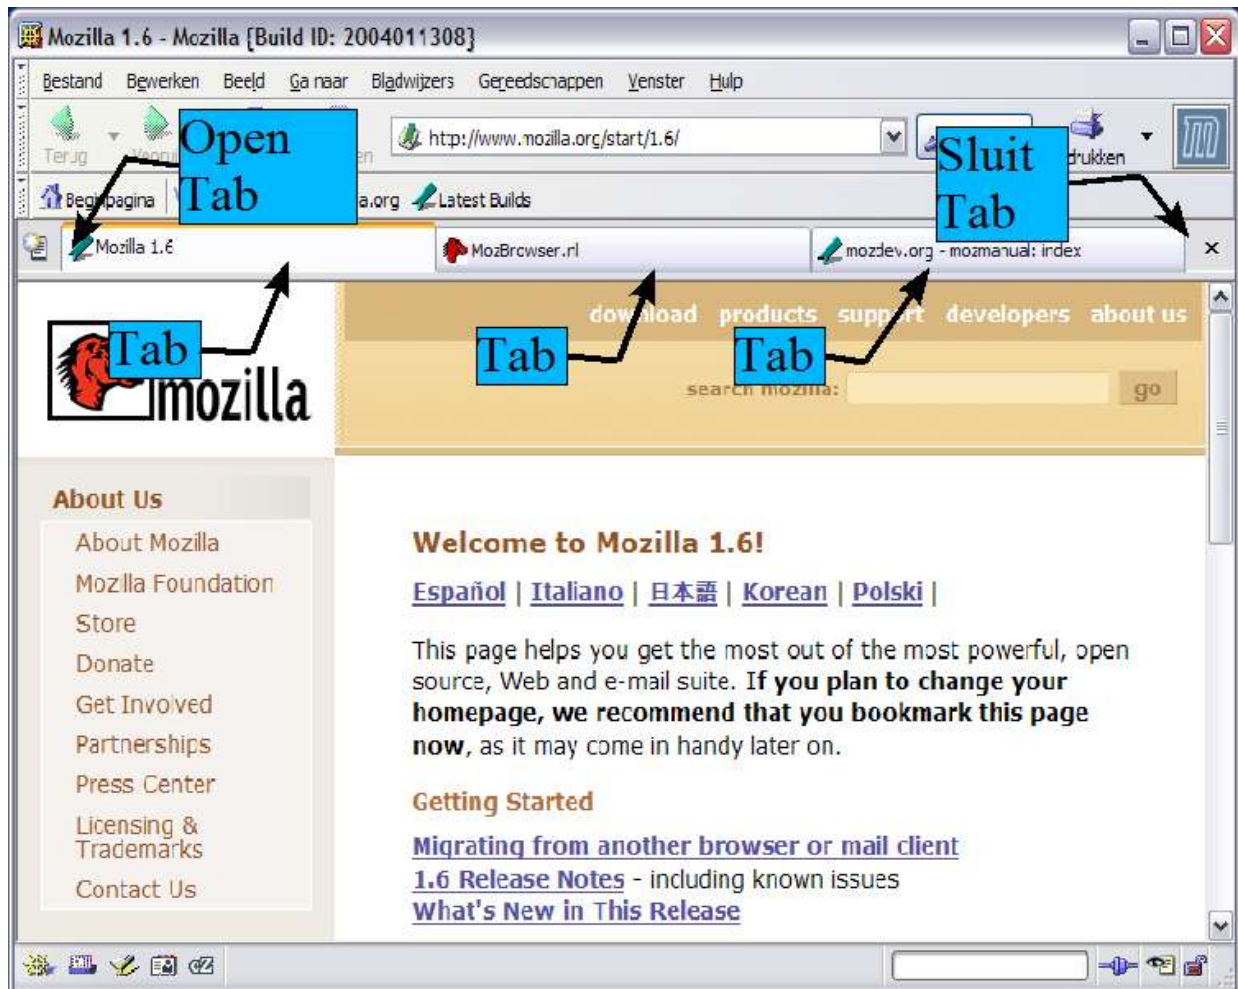 Mozilla 1.6 - Mozilla {Build ID: 2004011308}
Bestand Bewerken Beeld Ga naar Bladwijzers Gereedschappen Venster Hulp
Terug
http://www.mozilla.org/start/1.6/
drukken
Open
Tab
Sluit
Tab
Beginpagina
a.org Latest Builds
Mozilla 1.6 MozBrowser.nl mozdev.org - mozmanual: index
Tab Tab Tab
download products support developers about us
mozilla
search mozilla: go
About Us
About Mozilla
Mozilla Foundation
Store
Donate
Get Involved
Partnerships
Press Center
Licensing &
Trademarks
Contact Us
Welcome to Mozilla 1.6!
Español | Italiano | 日本語 | Korean | Polski |
This page helps you get the most out of the most powerful, open
source, Web and e-mail suite. If you plan to change your
homepage, we recommend that you bookmark this page
now, as it may come in handy later on.
Getting Started
Migrating from another browser or mail client
1.6 Release Notes - including known issues
What's New in This Release